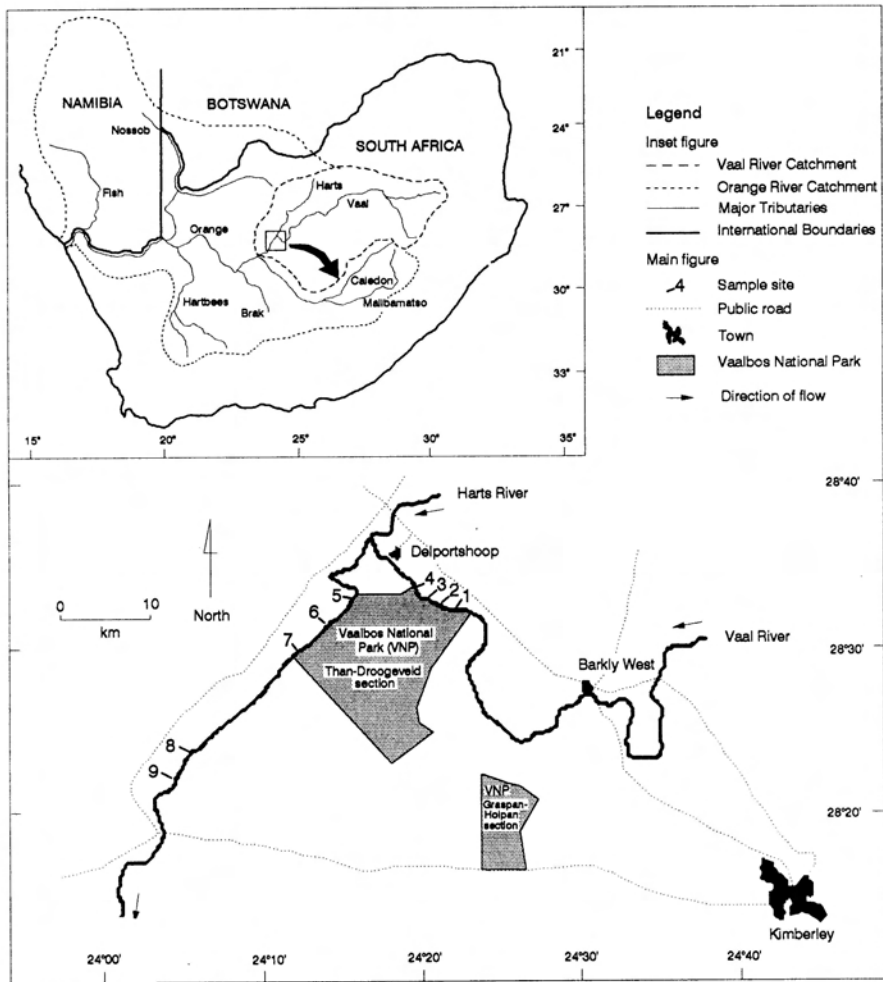 NAMIBIA
BOTSWANA
SOUTH AFRICA
Nossob
Fish
Orange
Harts
Vaal
Hartbees
Brak
Caledon
Malibamatso
21°
24°
27°
30°
33°
15°
20°
25°
30°
35°
Legend
Inset figure
Vaal River Catchment
Orange River Catchment
Major Tributaries
International Boundaries
Main figure
4 Sample site
Public road
Town
Vaalbos National Park
Direction of flow
28°40'
28°30'
28°20'
Harts River
Delportshoop
4
3
2
1
5
6
7
8
9
0 10
km
North
Vaalbos National
Park (VNP)
Than-Droogeveld
section
Vaal River
Barkly West
VNP
Graspan-
Holpan
section
Kimberley
24°00'
24°10'
24°20'
24°30'
24°40'